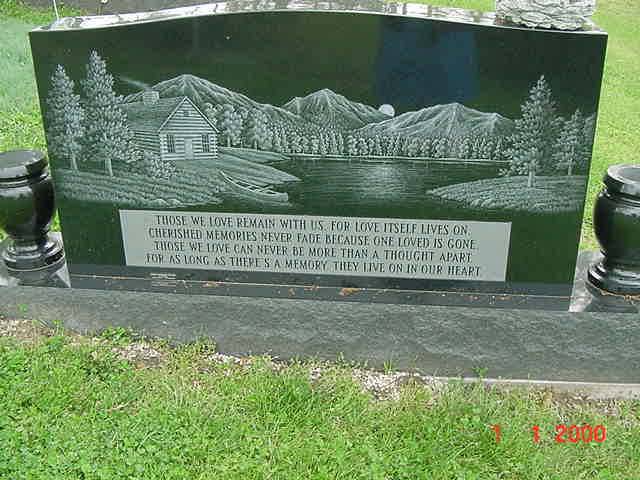 THOSE WE LOVE REMAIN WITH US, FOR LOVE ITSELF LIVES ON.
CHERISHED MEMORIES NEVER FADE BECAUSE ONE LOVED IS GONE.
THOSE WE LOVE CAN NEVER BE MORE THAN A THOUGHT APART,
FOR AS LONG AS THERE'S A MEMORY, THEY LIVE ON IN OUR HEART.
1 1 2000